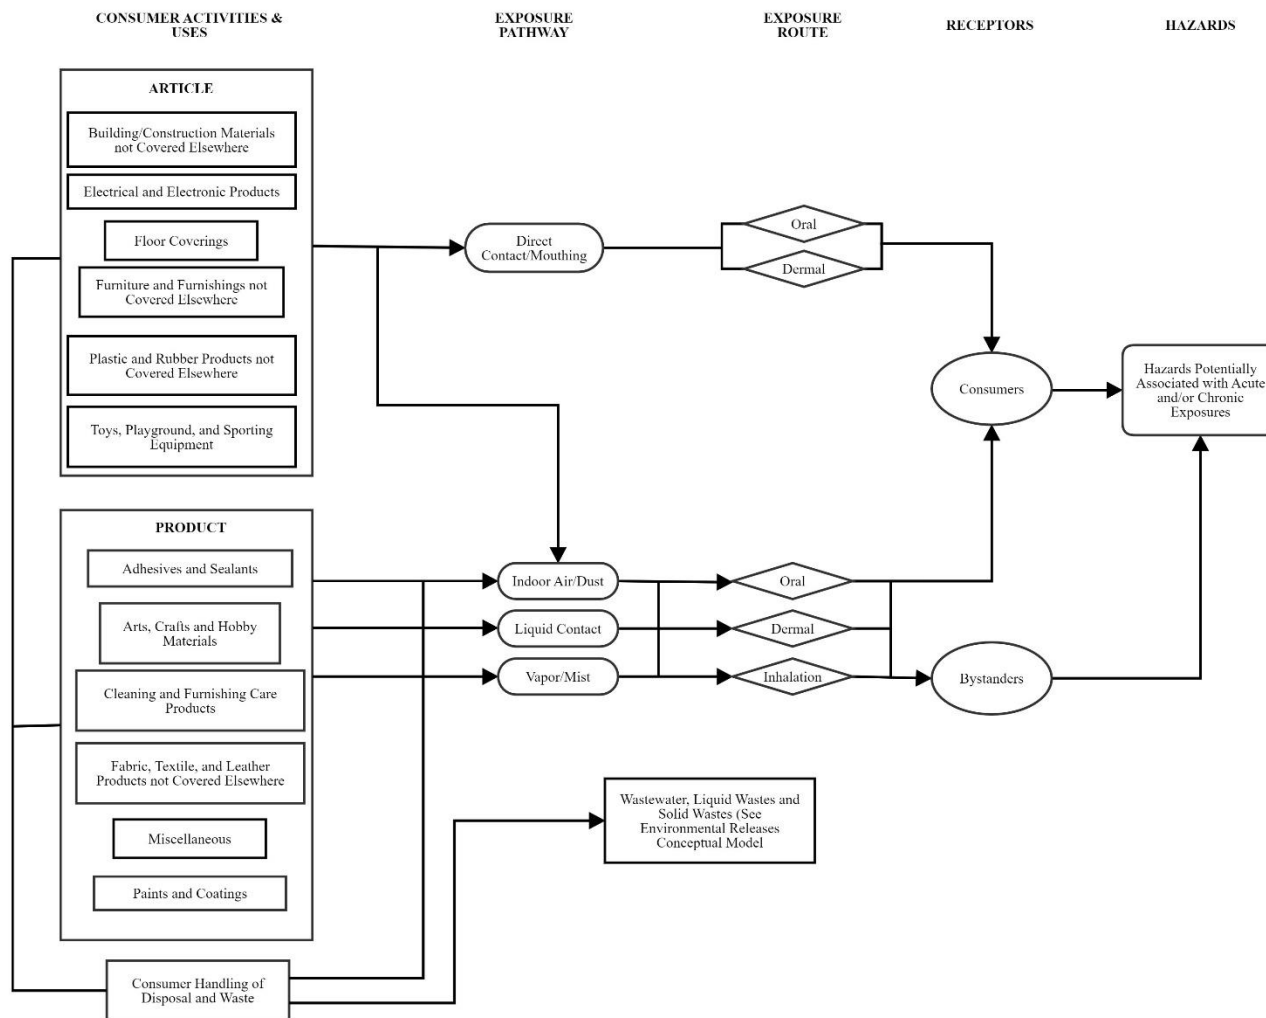 CONSUMER ACTIVITIES &
USES
EXPOSURE
PATHWAY
EXPOSURE
ROUTE
RECEPTORS
HAZARDS
ARTICLE
Building/Construction Materials
not Covered Elsewhere
Electrical and Electronic Products
Floor Coverings
Furniture and Furnishings not
Covered Elsewhere
Plastic and Rubber Products not
Covered Elsewhere
Toys, Playground, and Sporting
Equipment
Direct
Contact/Mouthing
Oral
Dermal
Consumers
Hazards Potentially
Associated with Acute
and/or Chronic
Exposures
PRODUCT
Adhesives and Sealants
Arts, Crafts and Hobby
Materials
Cleaning and Furnishing Care
Products
Fabric, Textile, and Leather
Products not Covered Elsewhere
Miscellaneous
Paints and Coatings
Indoor Air/Dust
Liquid Contact
Vapor/Mist
Oral
Dermal
Inhalation
Bystanders
Wastewater, Liquid Wastes and
Solid Wastes (See
Environmental Releases
Conceptual Model
Consumer Handling of
Disposal and Waste